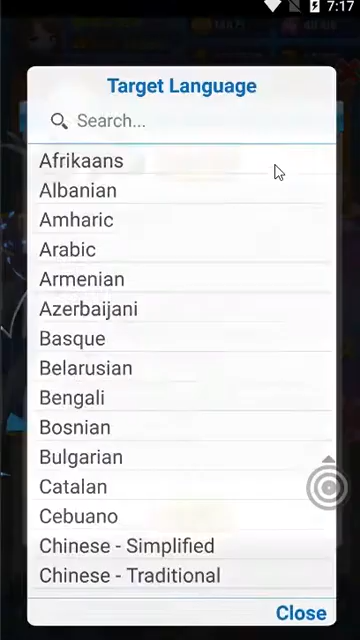 7:17
Target Language
Search...
Afrikaans
Albanian
Amharic
Arabic
Armenian
Azerbaijani
Basque
Belarusian
Bengali
Bosnian
Bulgarian
Catalan
Cebuano
Chinese - Simplified
Chinese - Traditional
Close